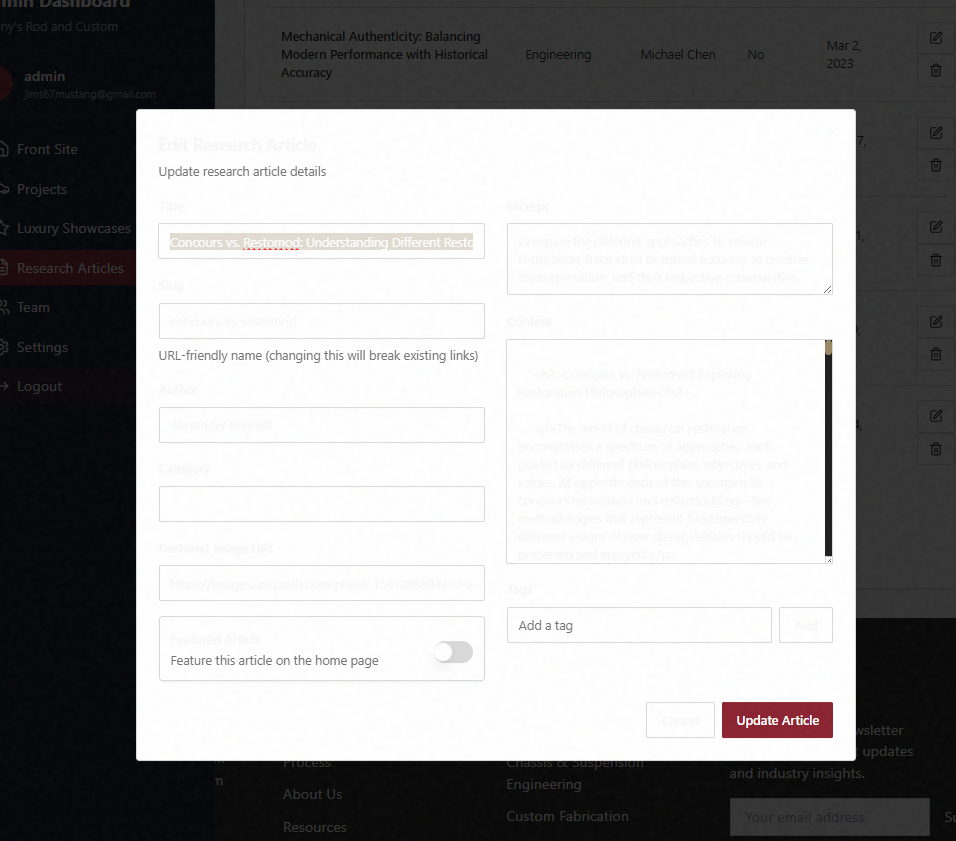 min Dashboard
ny's Rod and Custom
admin
jims67mustang@gmail.com
Front Site
Projects
Luxury Showcases
Research Articles
Team
Settings
Logout
Mechanical Authenticity: Balancing
Modern Performance with Historical
Accuracy
Engineering
Michael Chen
No
Mar 2,
2023
7,
1,
Edit Research Article
Update research article details
Title
Concours vs. Restomod: Understanding Different Resto
Slug
concours-vs-restomod
URL-friendly name (changing this will break existing links)
Author
Alexander Bennett
Category
Featured Image URL
https://images.unsplash.com/photo-1567285894379-a
Featured Article
Feature this article on the home page
Excerpt
Compare the differing approaches to vehicle
restoration, from strict historical accuracy to creative
reinterpretation, and their respective communities.
Content
<h2>Concours vs. Restomod: Exploring
Restoration Philosophies</h2>
<p>The world of classic car restoration
encompasses a spectrum of approaches, each
guided by different philosophies, objectives, and
values. At opposite ends of this spectrum lie
concours restoration and restomodding—two
methodologies that represent fundamentally
different visions of how classic vehicles should be
preserved and enjoyed.</p>
Tags
Add a tag
Add
Cancel
Update Article
Process
About Us
Resources
Chassis & Suspension
Engineering
Custom Fabrication
wsletter
t updates
and industry insights.
Your email address
Su